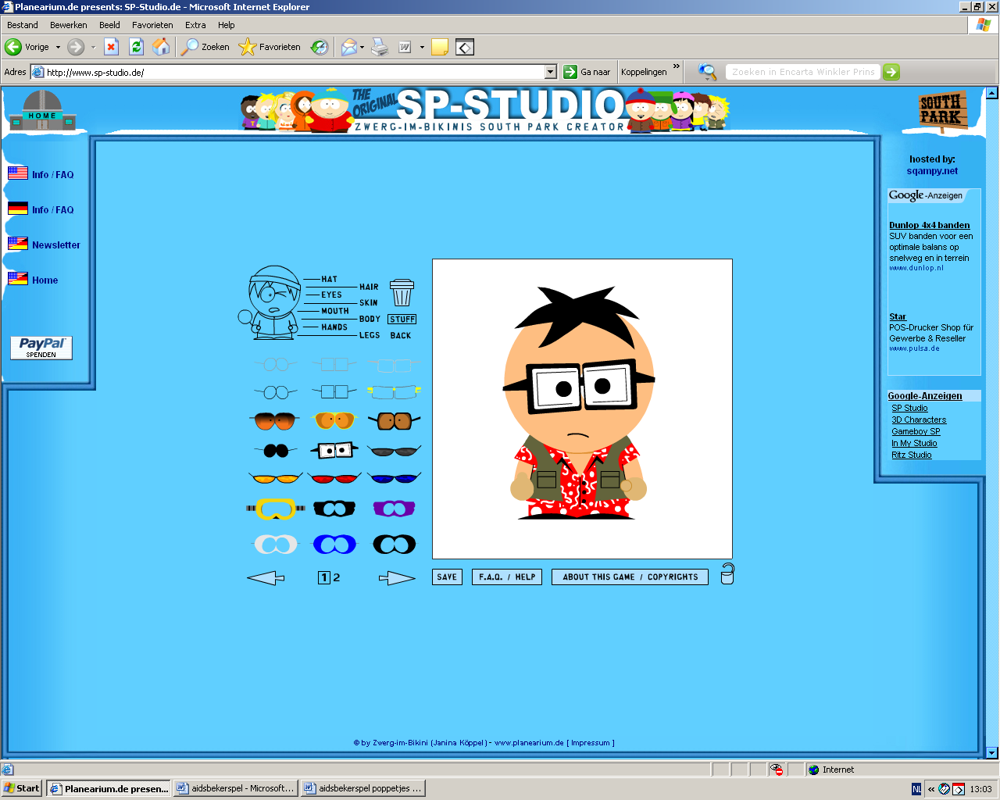 Planearium.de presents: SP-Studio.de - Microsoft Internet Explorer
Bestand Bewerken Beeld Favorieten Extra Help
Vorige Zoeken Favorieten
Adres http://www.sp-studio.de/ Ga naar Koppelingen » Zoeken in Encarta Winkler Prins
HOME
THE ORIGINAL SP-STUDIO
ZWERG-IM-BIKINIS SOUTH PARK CREATOR
SOUTH PARK
Info / FAQ
Info / FAQ
Newsletter
Home
PayPal
SPENDEN
HAT
HAIR
EYES
SKIN
MOUTH
BODY
HANDS
LEGS
STUFF
BACK
1 2
SAVE
F.A.Q. / HELP
ABOUT THIS GAME / COPYRIGHTS
hosted by:
sqampy.net
Google-Anzeigen
Dunlop 4x4 banden
SUV banden voor een
optimale balans op
snelweg en in terrein
www.dunlop.nl
Star
POS-Drucker Shop für
Gewerbe & Reseller
www.pulsa.de
Google-Anzeigen
SP Studio
3D Characters
Gameboy SP
In My Studio
Ritz Studio
© by Zwerg-im-Bikini (Janina Köppel) - www.planearium.de [ Impressum ]
Internet
Start Planearium.de presen... aidsbekerspel - Microsoft... aidsbekerspel poppetjes ... NL « 13:03